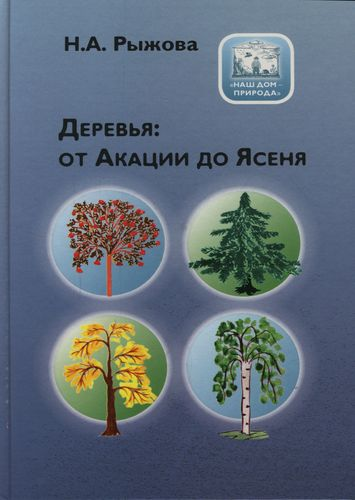 Н.А. Рыжова
«НАШ ДОМ –
ПРИРОДА»
ДЕРЕВЬЯ:
ОТ АКАЦИИ ДО ЯСЕНЯ